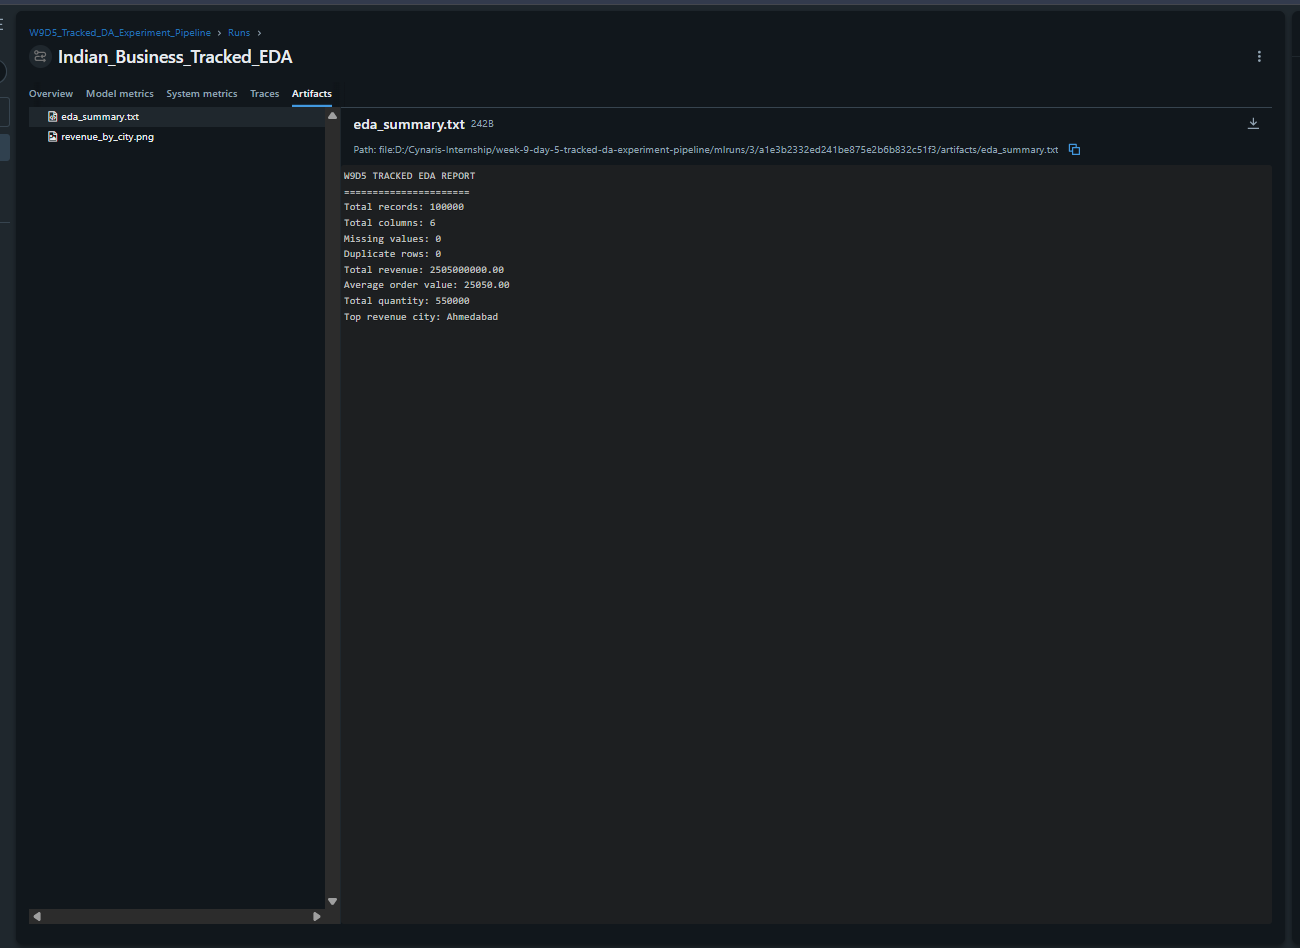 W9D5_Tracked_DA_Experiment_Pipeline › Runs ›
Indian_Business_Tracked_EDA
Overview Model metrics System metrics Traces Artifacts
eda_summary.txt
revenue_by_city.png
eda_summary.txt 242B
Path: file:D:/Cynaris-Internship/week-9-day-5-tracked-da-experiment-pipeline/mlruns/3/a1e3b2332ed241be875e2b6b832c51f3/artifacts/eda_summary.txt
W9D5 TRACKED EDA REPORT
======================
Total records: 100000
Total columns: 6
Missing values: 0
Duplicate rows: 0
Total revenue: 2505000000.00
Average order value: 25050.00
Total quantity: 550000
Top revenue city: Ahmedabad